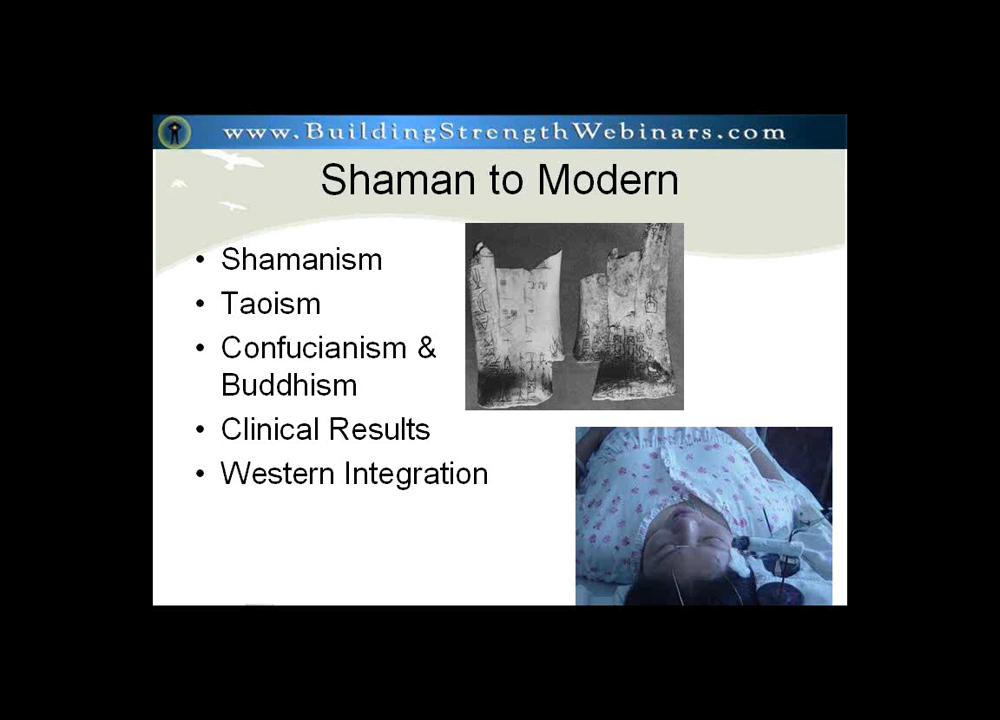 www.BuildingStrengthWebinars.com
Shaman to Modern
• Shamanism
• Taoism
• Confucianism &
Buddhism
• Clinical Results
• Western Integration